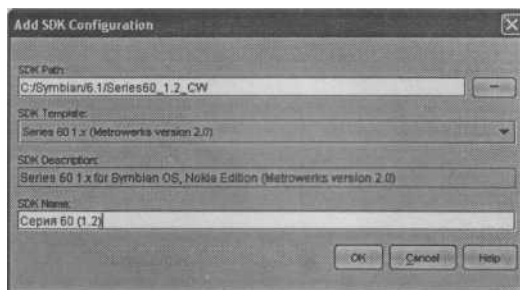 Add SDK Configuration
SDK Path:
C:/Symbian/6.1/Series60_1.2_CW
SDK Template:
Series 60 1.x (Metrowerks version 2.0)
SDK Description:
Series 60 1.x for Symbian OS, Nokia Edition (Metrowerks version 2.0)
SDK Name:
Серия 60 (1.2)
OK Cancel Help